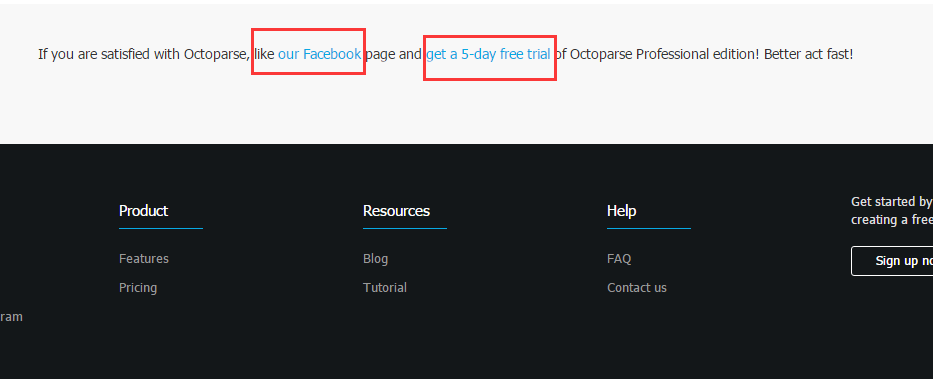 If you are satisfied with Octoparse, like our Facebook page and get a 5-day free trial of Octoparse Professional edition! Better act fast!
Product
Features
Pricing
Resources
Blog
Tutorial
Help
FAQ
Contact us
Get started by
creating a free
Sign up
ram